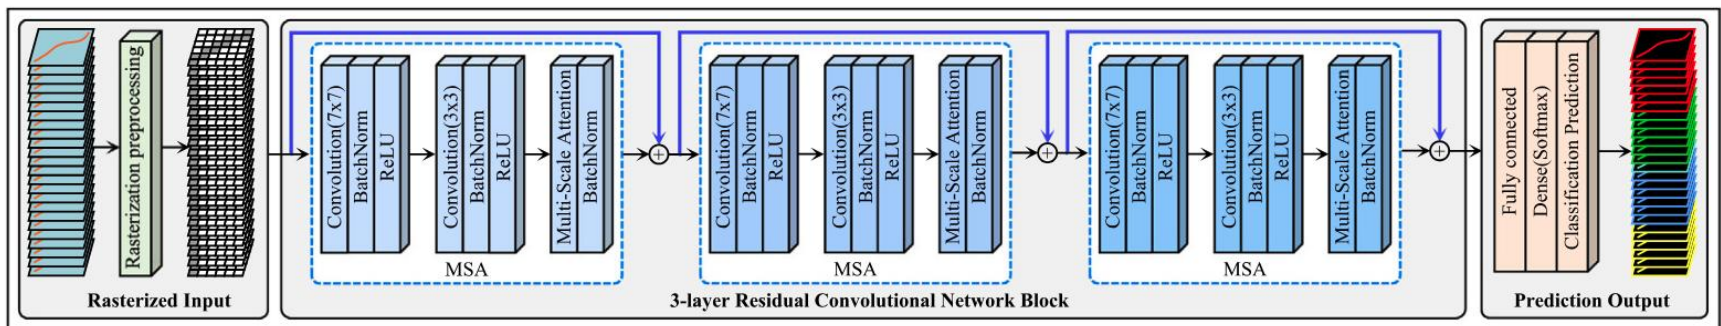 Rasterization preprocessing
Rasterized Input
Convolution(7x7)
BatchNorm
ReLU
Convolution(3x3)
BatchNorm
ReLU
Multi-Scale Attention
BatchNorm
MSA
Convolution(7x7)
BatchNorm
ReLU
Convolution(3x3)
BatchNorm
ReLU
Multi-Scale Attention
BatchNorm
MSA
Convolution(7x7)
BatchNorm
ReLU
Convolution(3x3)
BatchNorm
ReLU
Multi-Scale Attention
BatchNorm
MSA
3-layer Residual Convolutional Network Block
Fully connected
Dense(Softmax)
Classification Prediction
Prediction Output